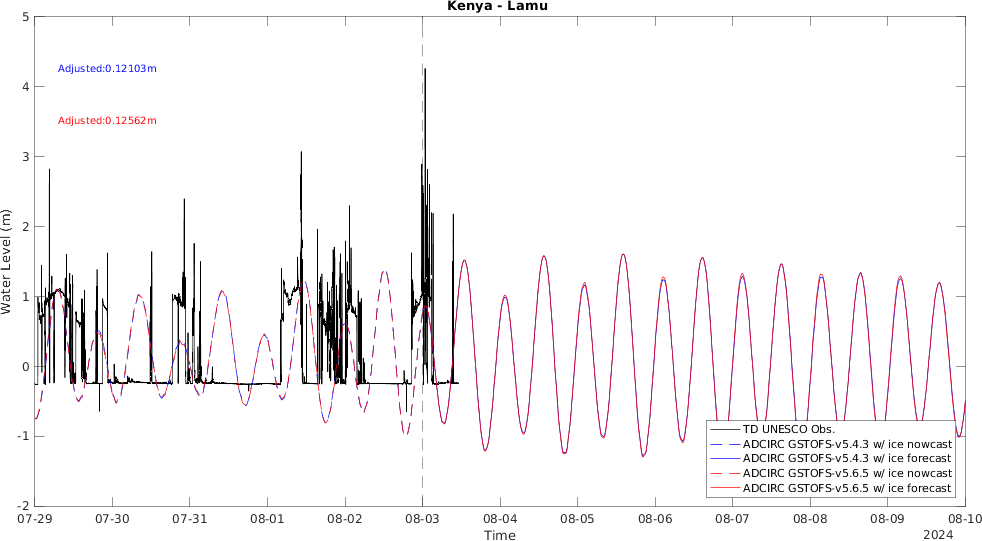 Kenya - Lamu
5
4
3
2
1
0
-1
-2
Water Level (m)
Adjusted:0.12103m
Adjusted:0.12562m
TD UNESCO Obs.
ADCIRC GSTOFS-v5.4.3 w/ ice nowcast
ADCIRC GSTOFS-v5.4.3 w/ ice forecast
ADCIRC GSTOFS-v5.6.5 w/ ice nowcast
ADCIRC GSTOFS-v5.6.5 w/ ice forecast
07-29 07-30 07-31 08-01 08-02 08-03 08-04 08-05 08-06 08-07 08-08 08-09 08-10
Time
2024